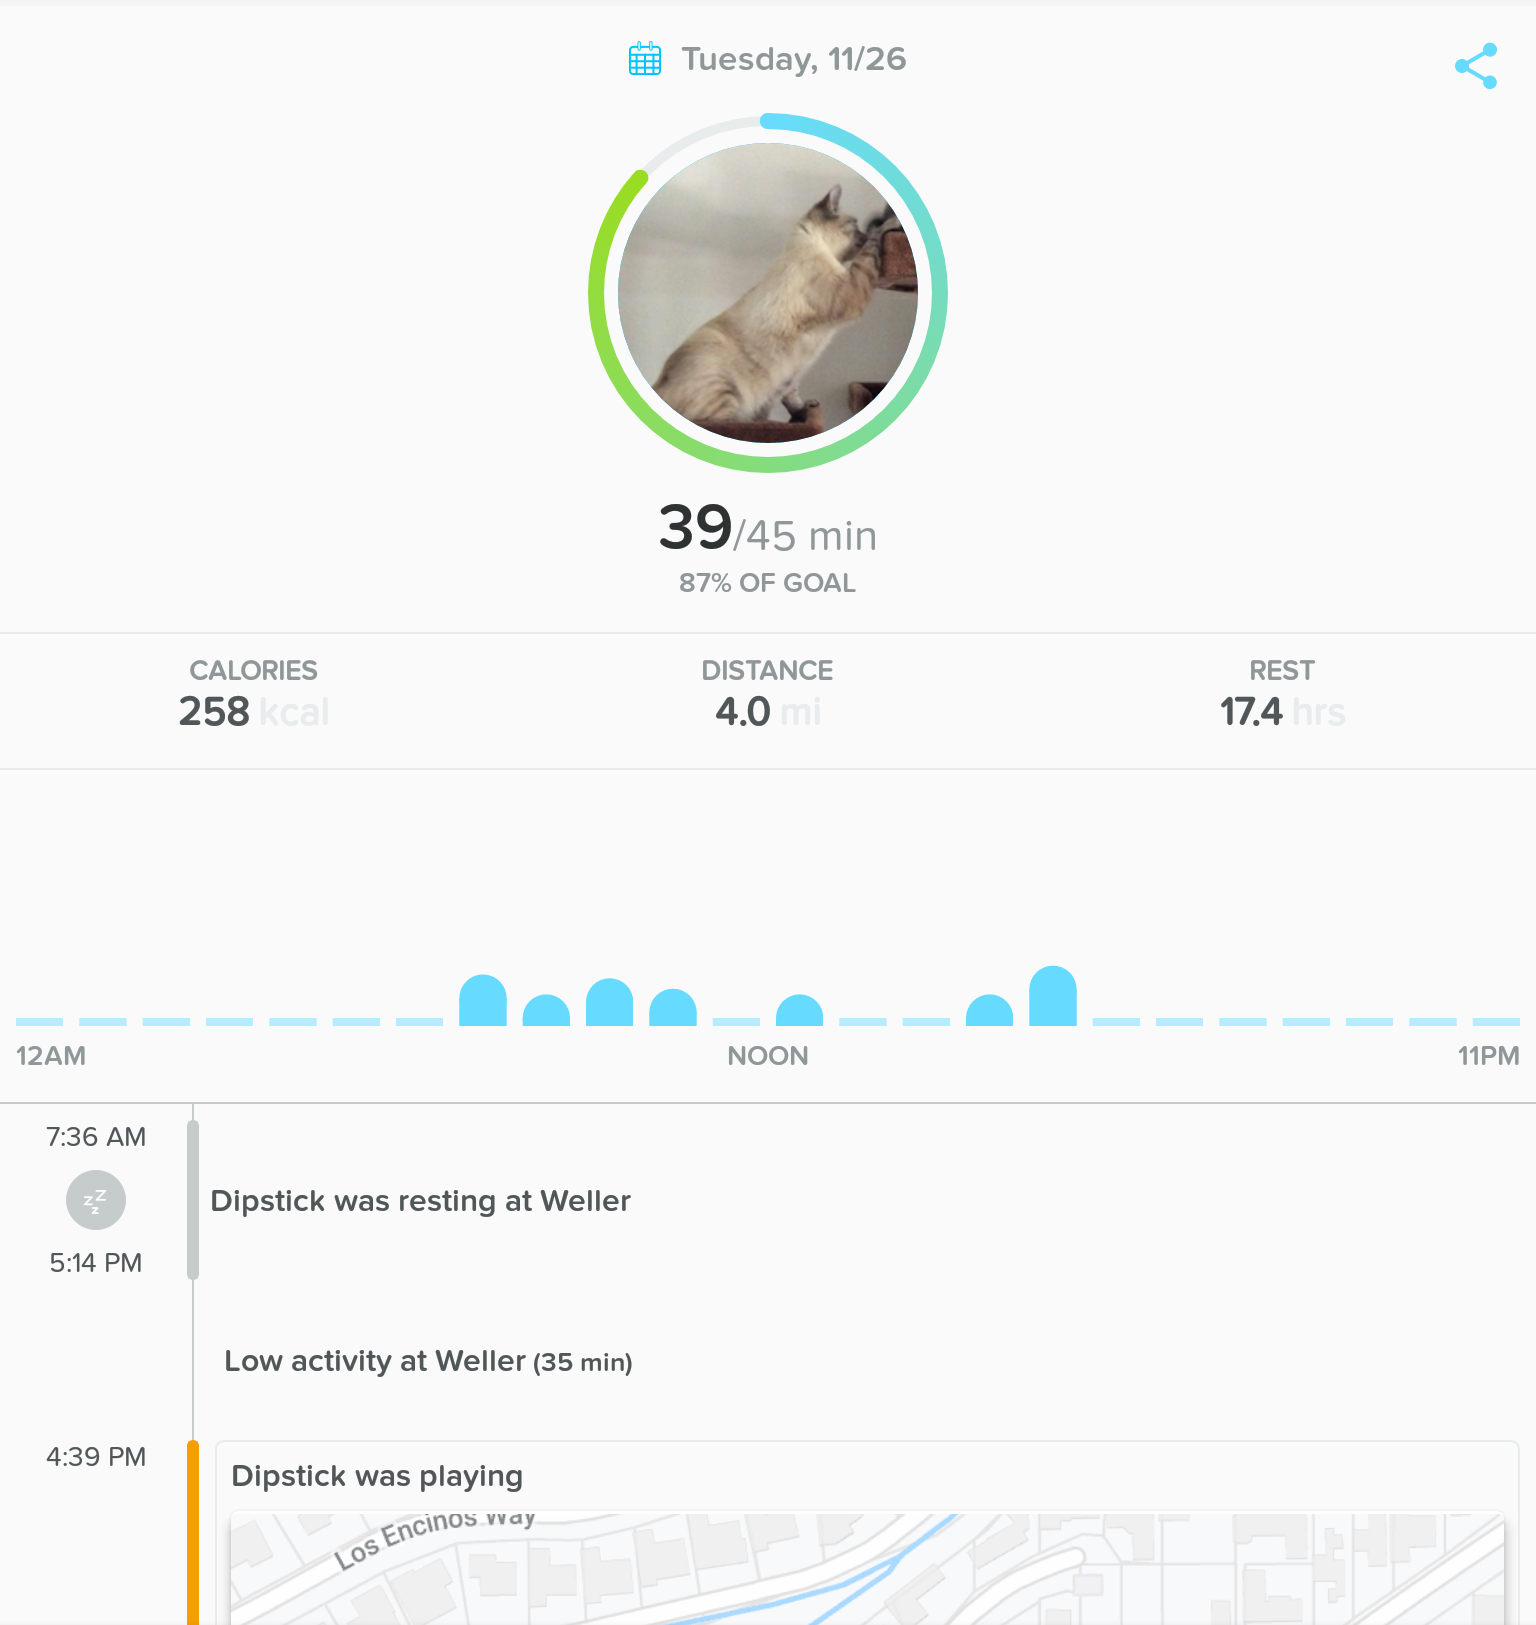 Tuesday, 11/26
39/45 min
87% OF GOAL
CALORIES DISTANCE REST
258 kcal 4.0 mi 17.4 hrs
12AM NOON 11PM
7:36 AM
zzz
Dipstick was resting at Weller
5:14 PM
Low activity at Weller (35 min)
4:39 PM
Dipstick was playing
Los Encinos Way